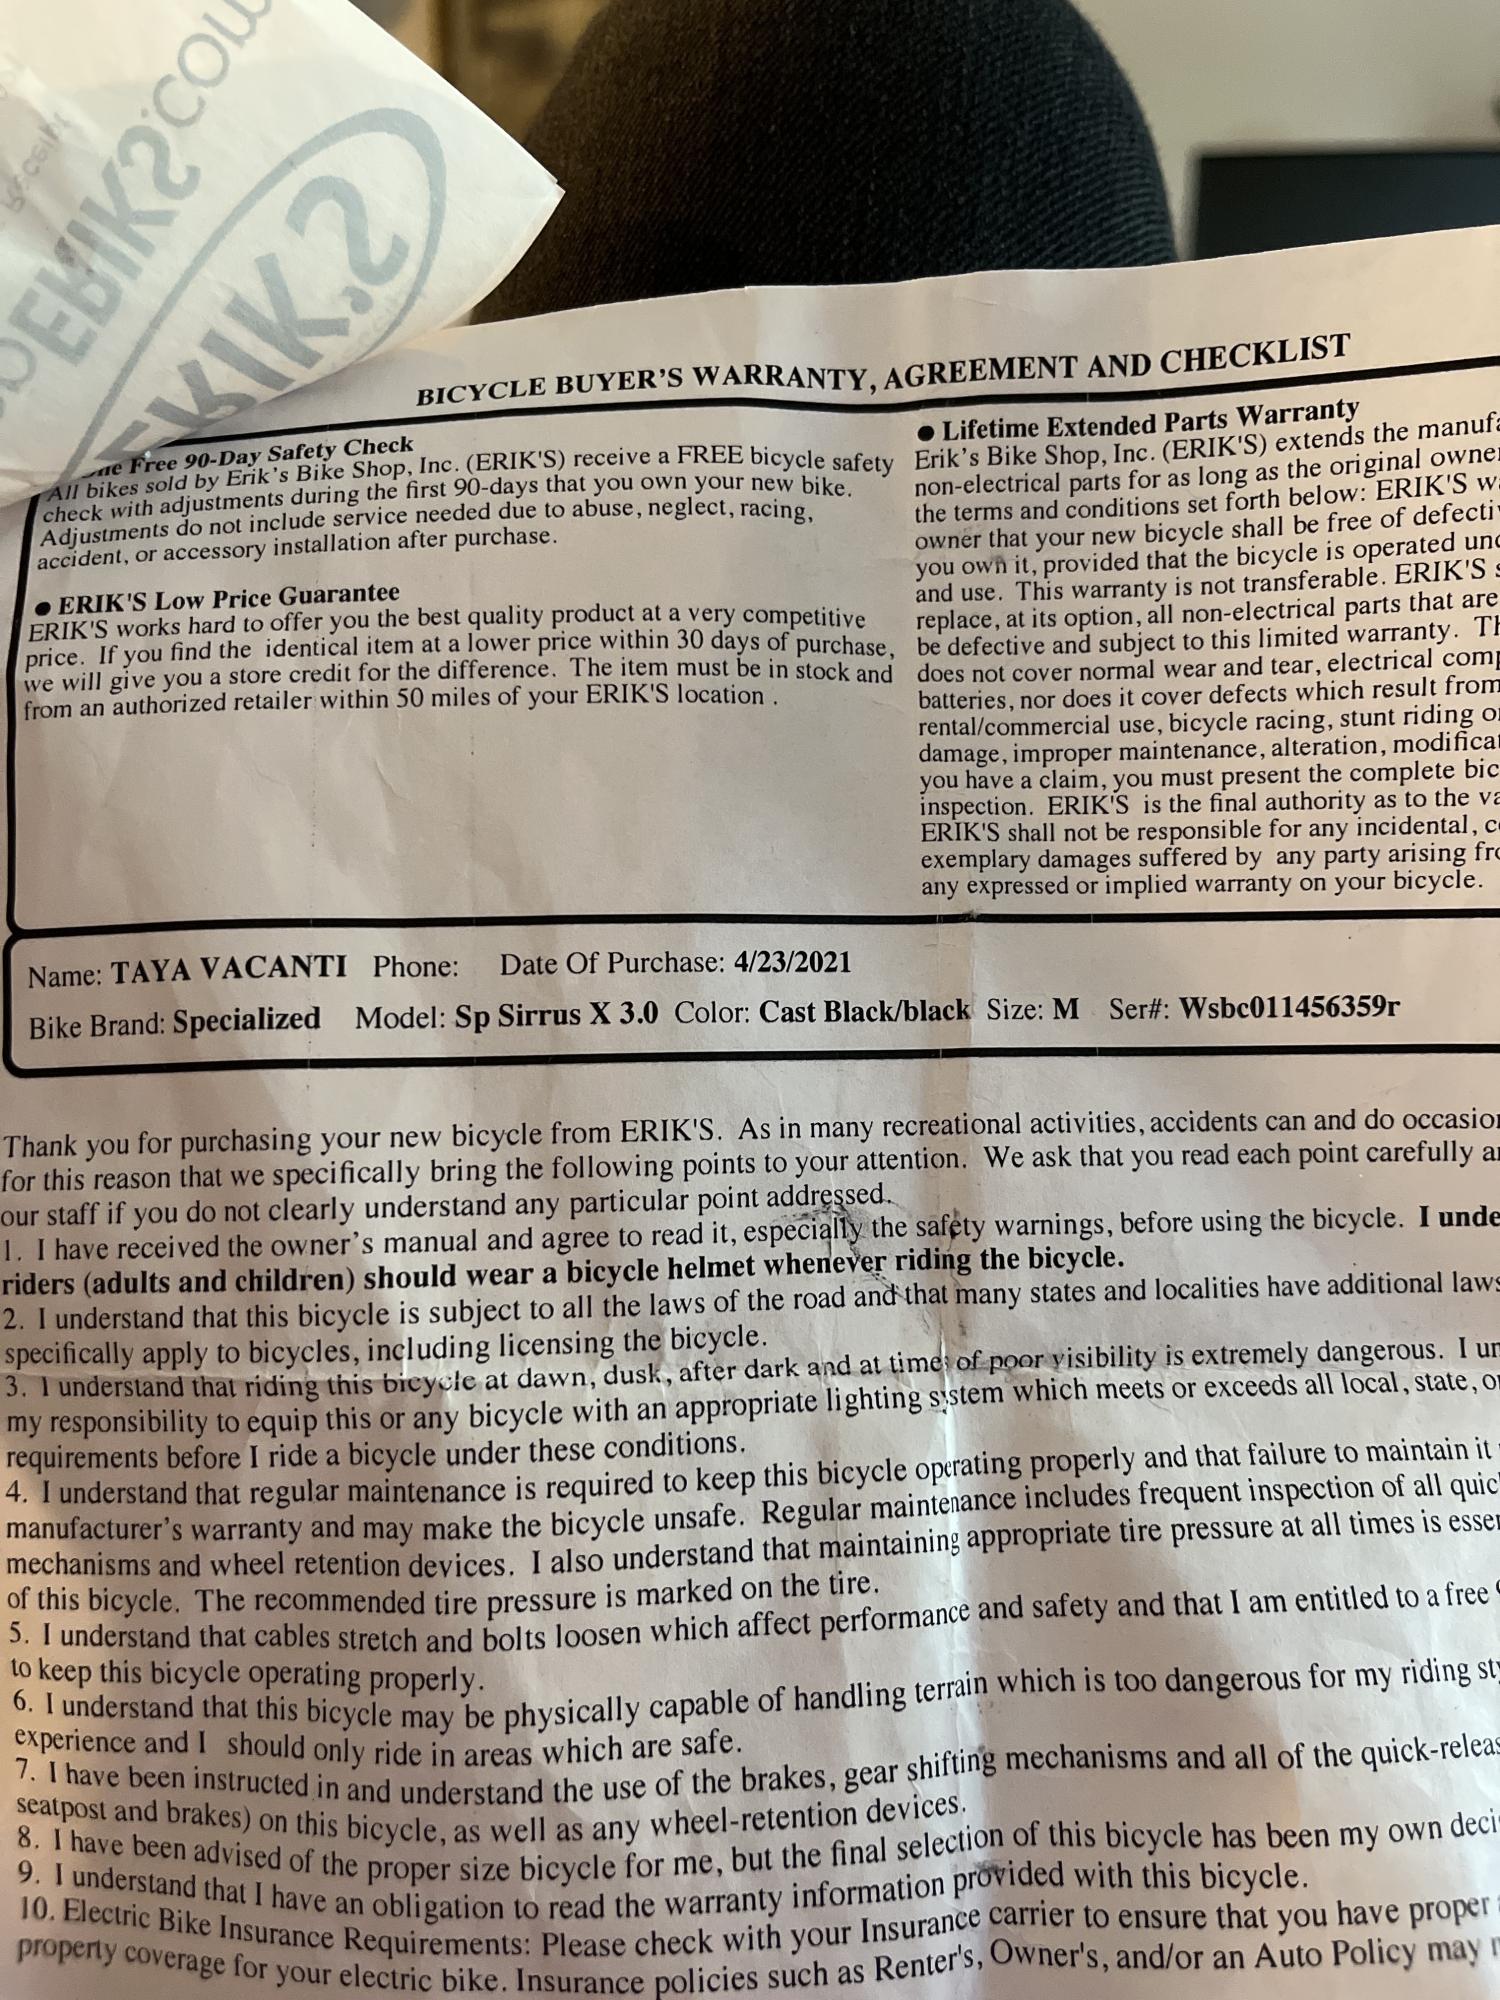 ERIKS.COM
ERIK'S
BICYCLE BUYER'S WARRANTY, AGREEMENT AND CHECKLIST
Free 90-Day Safety Check
All bikes sold by Erik's Bike Shop, Inc. (ERIK'S) receive a FREE bicycle safety
check with adjustments during the first 90-days that you own your new bike.
Adjustments do not include service needed due to abuse, neglect, racing,
accident, or accessory installation after purchase.
● ERIK'S Low Price Guarantee
ERIK'S works hard to offer you the best quality product at a very competitive
price. If you find the identical item at a lower price within 30 days of purchase,
we will give you a store credit for the difference. The item must be in stock and
from an authorized retailer within 50 miles of your ERIK'S location .
● Lifetime Extended Parts Warranty
Erik's Bike Shop, Inc. (ERIK'S) extends the
non-electrical parts for as long as the original
the terms and conditions set forth below: ERIK'S
owner that your new bicycle shall be free of
you own it, provided that the bicycle is operated
and use. This warranty is not transferable. ERIK'S
replace, at its option, all non-electrical parts that are
be defective and subject to this limited warranty.
does not cover normal wear and tear, electrical
batteries, nor does it cover defects which result from
rental/commercial use, bicycle racing, stunt riding
damage, improper maintenance, alteration,
you have a claim, you must present the complete
inspection. ERIK'S is the final authority as to the
ERIK'S shall not be responsible for any incidental,
exemplary damages suffered by any party arising
any expressed or implied warranty on your bicycle.
Name: TAYA VACANTI Phone: Date Of Purchase: 4/23/2021
Bike Brand: Specialized Model: Sp Sirrus X 3.0 Color: Cast Black/black Size: M Ser#: Wsbc011456359r
Thank you for purchasing your new bicycle from ERIK'S. As in many recreational activities, accidents can and do
for this reason that we specifically bring the following points to your attention. We ask that you read each point carefully
our staff if you do not clearly understand any particular point addressed.
1. I have received the owner's manual and agree to read it, especially the safety warnings, before using the bicycle. I
riders (adults and children) should wear a bicycle helmet whenever riding the bicycle.
2. I understand that this bicycle is subject to all the laws of the road and that many states and localities have additional laws
specifically apply to bicycles, including licensing the bicycle.
3. I understand that riding this bicycle at dawn, dusk, after dark and at times of poor visibility is extremely dangerous. I
my responsibility to equip this or any bicycle with an appropriate lighting system which meets or exceeds all local, state,
requirements before I ride a bicycle under these conditions.
4. I understand that regular maintenance is required to keep this bicycle operating properly and that failure to maintain it
manufacturer's warranty and may make the bicycle unsafe. Regular maintenance includes frequent inspection of all
mechanisms and wheel retention devices. I also understand that maintaining appropriate tire pressure at all times is
of this bicycle. The recommended tire pressure is marked on the tire.
5. I understand that cables stretch and bolts loosen which affect performance and safety and that I am entitled to a free
to keep this bicycle operating properly.
6. I understand that this bicycle may be physically capable of handling terrain which is too dangerous for my riding
experience and I should only ride in areas which are safe.
7. I have been instructed in and understand the use of the brakes, gear shifting mechanisms and all of the
seatpost and brakes) on this bicycle, as well as any wheel-retention devices.
8. I have been advised of the proper size bicycle for me, but the final selection of this bicycle has been my own
9. I understand that I have an obligation to read the warranty information provided with this bicycle.
10. Electric Bike Insurance Requirements: Please check with your Insurance carrier to ensure that you have proper
property coverage for your electric bike. Insurance policies such as Renter's, Owner's, and/or an Auto Policy may